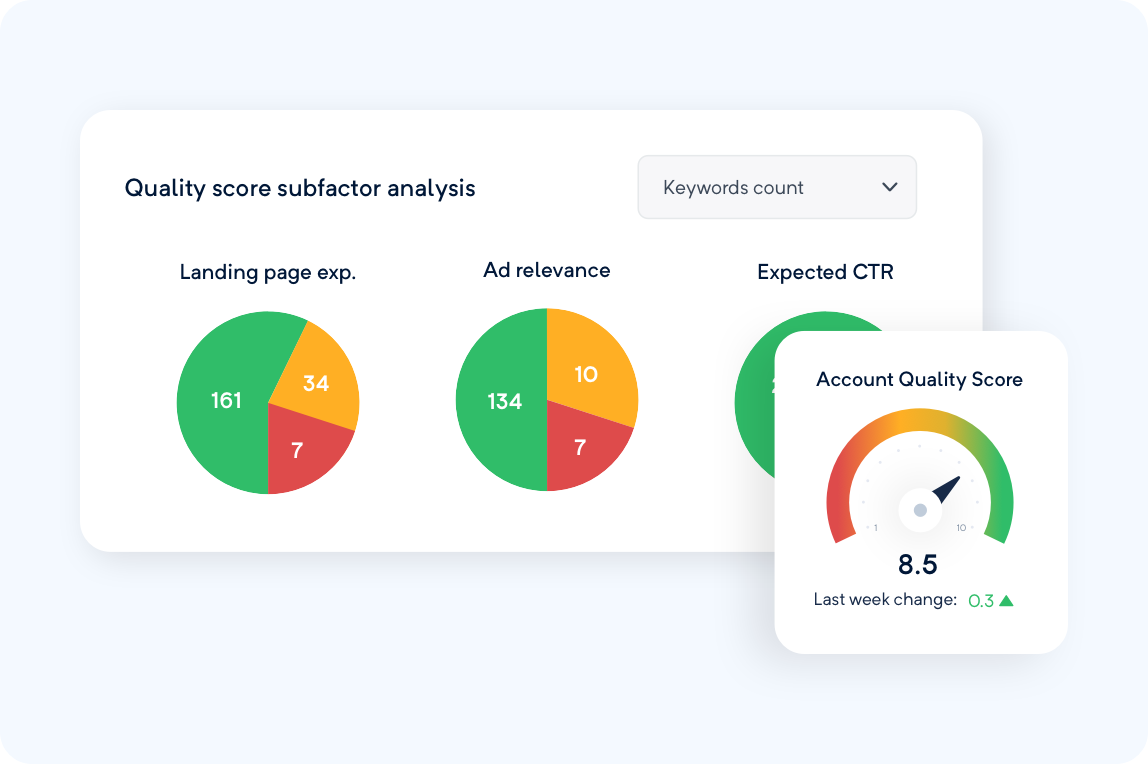 Quality score subfactor analysis
Keywords count
Landing page exp.
Ad relevance
Expected CTR
161
34
7
134
10
7
Account Quality Score
1
10
8.5
Last week change: 0.3